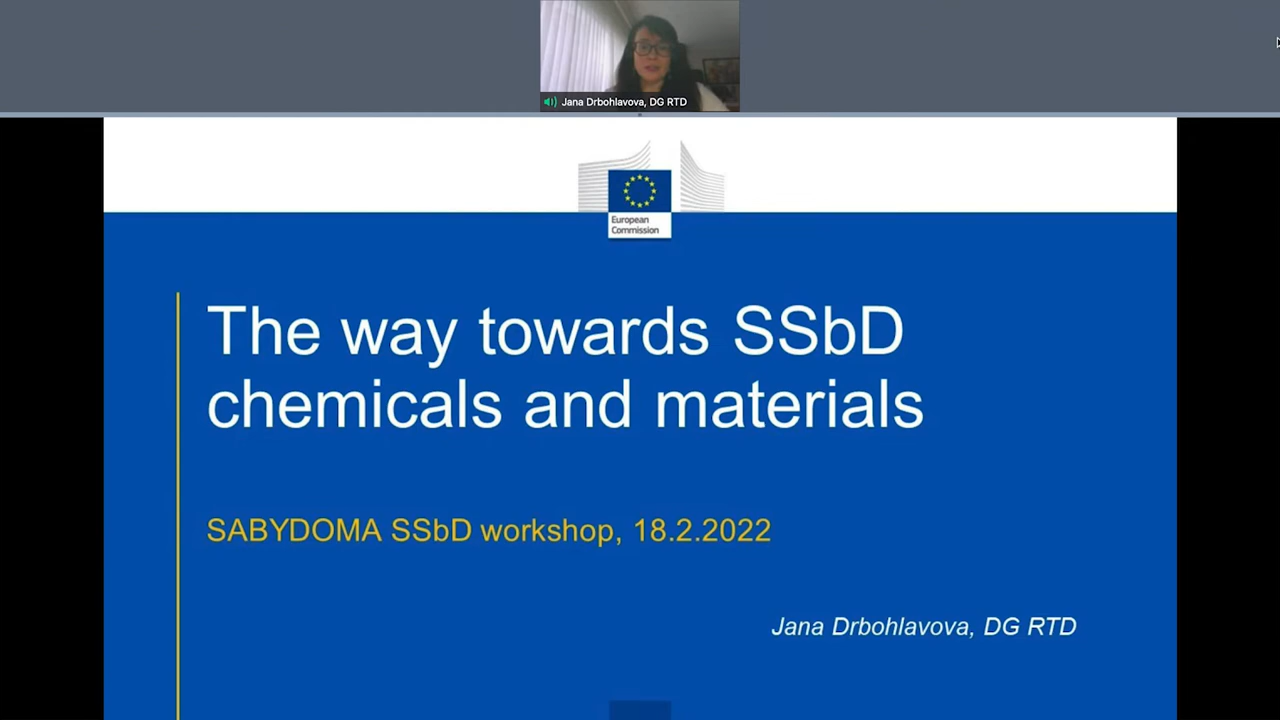 Jana Drbohlavova, DG RTD
European
Commission
The way towards SSbD
chemicals and materials
SABYDOMA SSbD workshop, 18.2.2022
Jana Drbohlavova, DG RTD